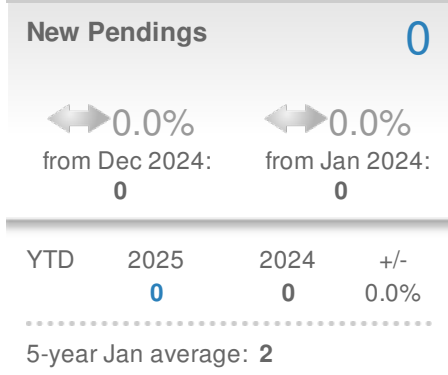 New Pendings 0
0.0% 0.0%
from Dec 2024: from Jan 2024:
0 0
YTD 2025 2024 +/-
0 0 0.0%
5-year Jan average: 2